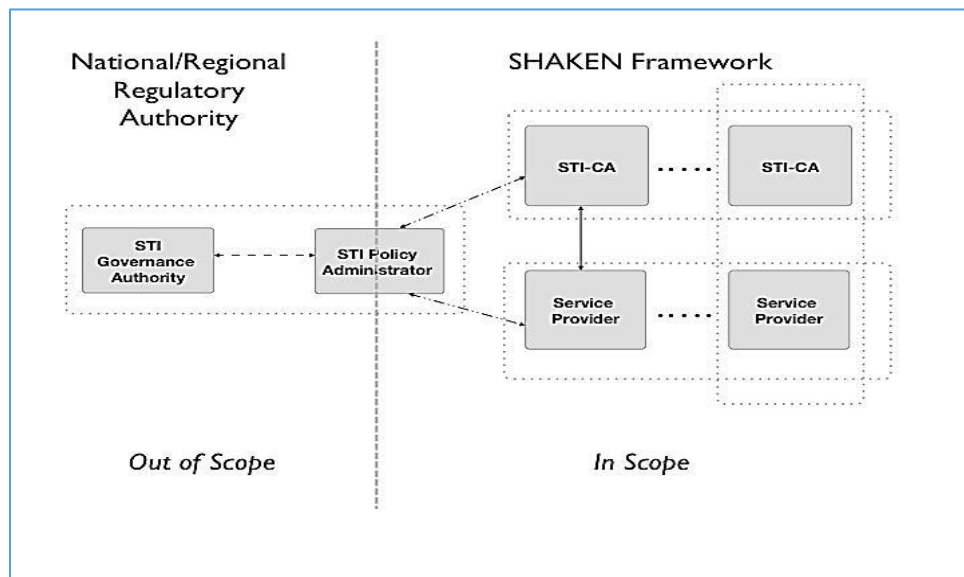 National/Regional
Regulatory
Authority
SHAKEN Framework
STI-CA
STI-CA
STI
Governance
Authority
STI Policy
Administrator
Service
Provider
Service
Provider
Out of Scope
In Scope